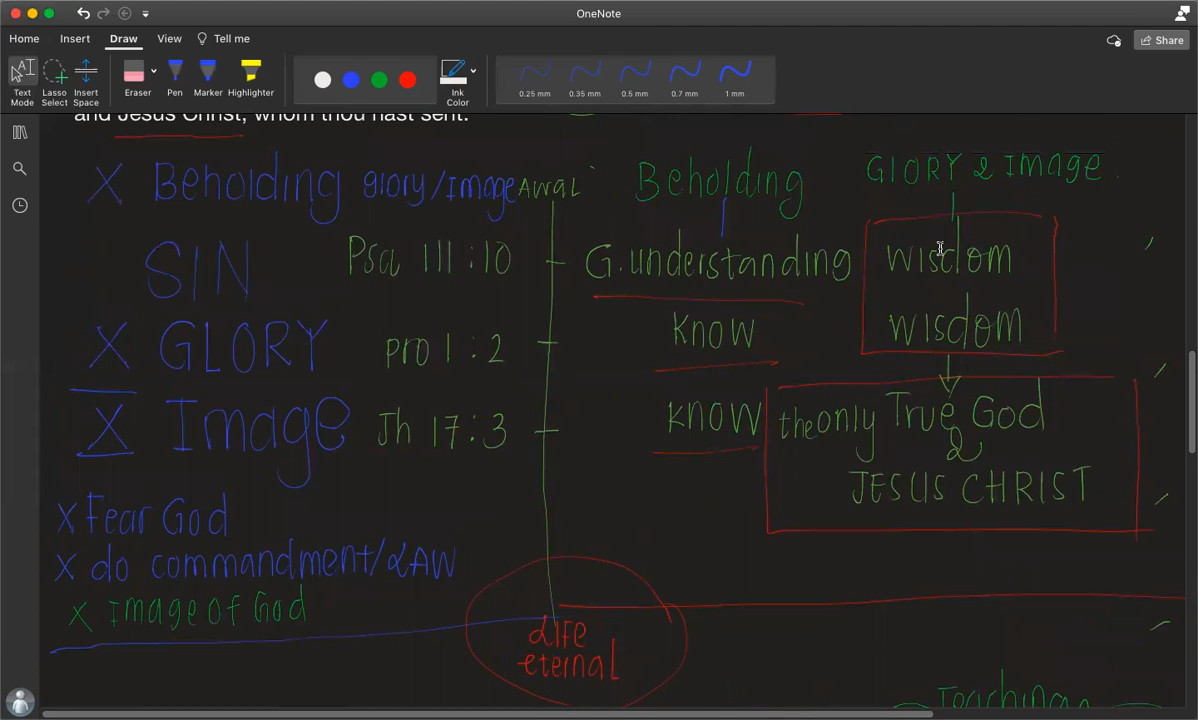 OneNote
Home Insert Draw View Tell me
Share
Text Mode
Lasso Select
Insert Space
Eraser
Pen
Marker
Highlighter
Ink Color
0.25 mm 0.35 mm 0.5 mm 0.7 mm 1 mm
and Jesus Christ, whom thou hast sent.
X Beholding glory/Image
AWAL
Beholding
GLORY & Image
SIN
Psa 111:10
G. understanding
wisdom
X GLORY
pro 1:2
Know
wisdom
X Image
Jh 17:3
know
the only True God
&
JESUS CHRIST
X Fear God
X do commandment/LAW
X Image of God
LIFE
eternal
Teaching